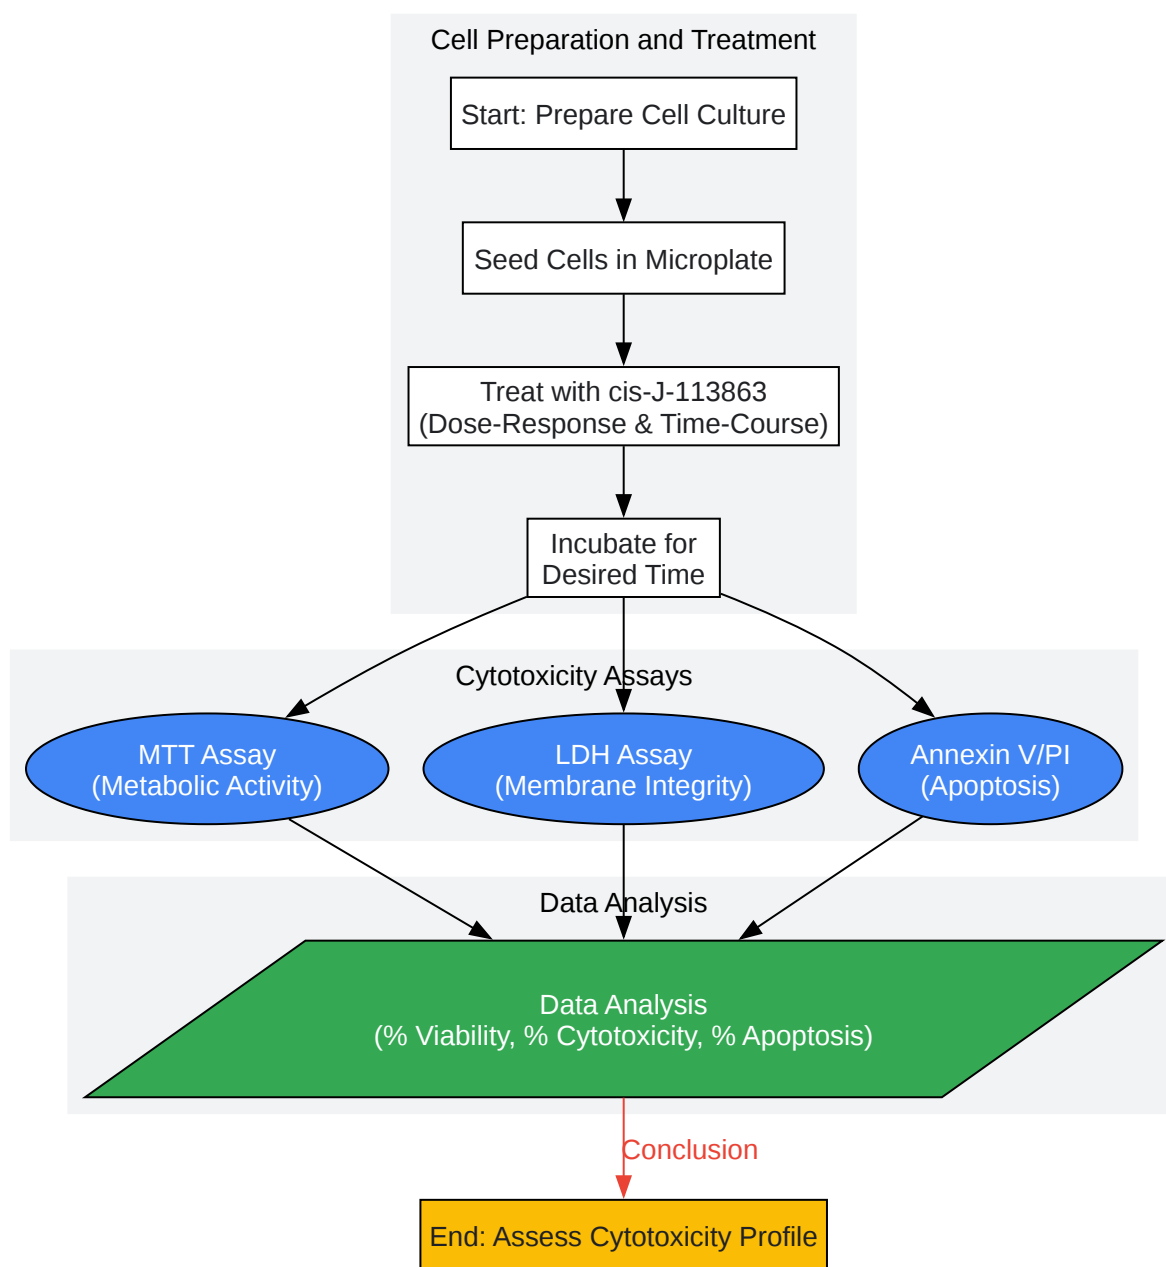 Cell Preparation and Treatment
Start: Prepare Cell Culture
Seed Cells in Microplate
Treat with cis-J-113863
(Dose-Response & Time-Course)
Incubate for
Desired Time
Cytotoxicity Assays
MTT Assay
(Metabolic Activity)
LDH Assay
(Membrane Integrity)
Annexin V/PI
(Apoptosis)
Data Analysis
Data Analysis
(% Viability, % Cytotoxicity, % Apoptosis)
Conclusion
End: Assess Cytotoxicity Profile